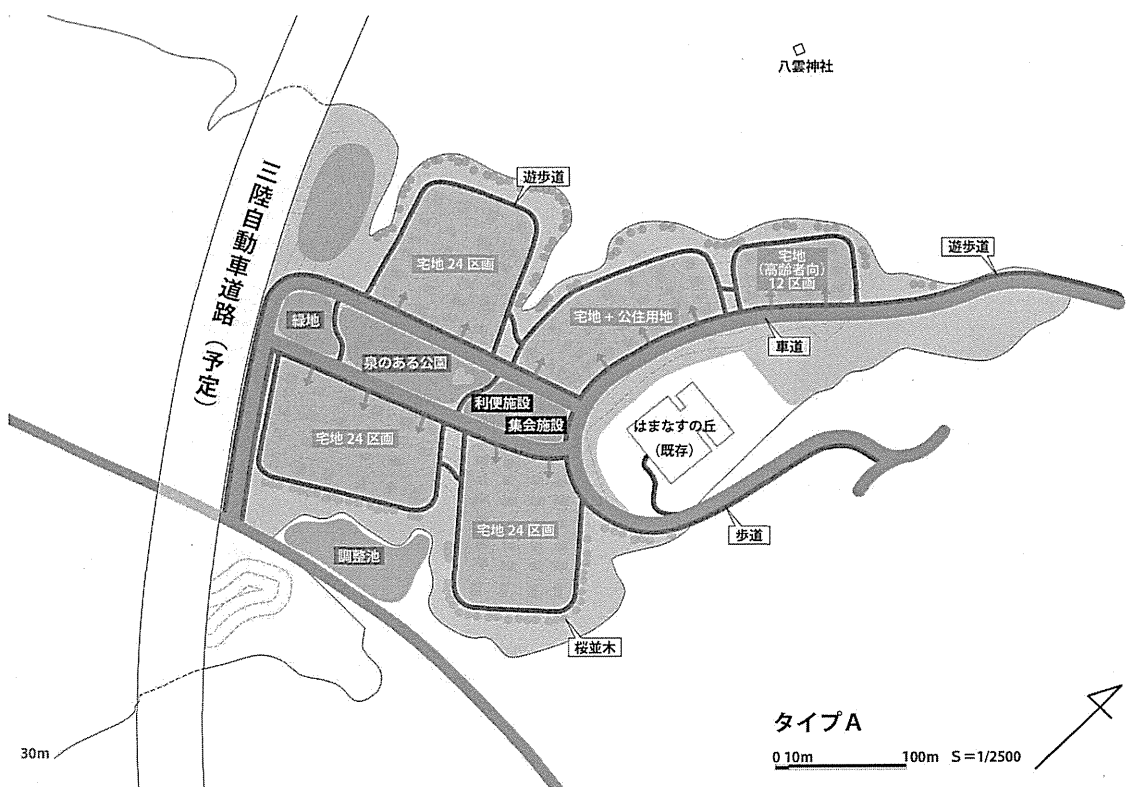 八雲神社
三陸自動車道路（予定）
遊歩道
宅地 24 区画
宅地
（高齢者向）
12 区画
遊歩道
宅地 + 公住用地
緑地
車道
泉のある公園
利便施設
集会施設
はまなすの丘
（既存）
宅地 24 区画
宅地 24 区画
歩道
調整池
桜並木
タイプA
30m
0 10m 100m S＝1/2500